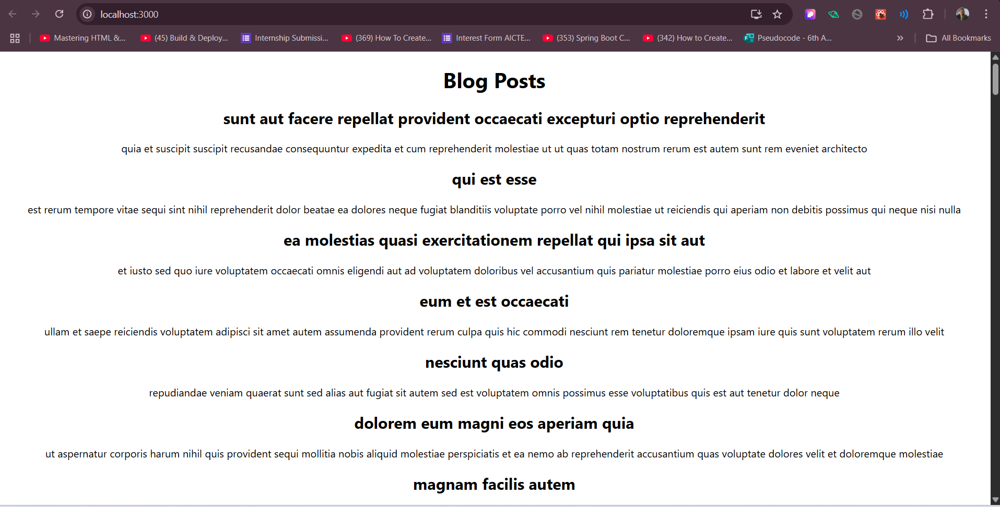 localhost:3000
Mastering HTML &... (45) Build & Deploy... Internship Submissi... (369) How To Create... Interest Form AICTE... (353) Spring Boot C... (342) How to Create... Pseudocode - 6th A... All Bookmarks
Blog Posts
sunt aut facere repellat provident occaecati excepturi optio reprehenderit
quia et suscipit suscipit recusandae consequuntur expedita et cum reprehenderit molestiae ut ut quas totam nostrum rerum est autem sunt rem eveniet architecto
qui est esse
est rerum tempore vitae sequi sint nihil reprehenderit dolor beatae ea dolores neque fugiat blanditiis voluptate porro vel nihil molestiae ut reiciendis qui aperiam non debitis possimus qui neque nisi nulla
ea molestias quasi exercitationem repellat qui ipsa sit aut
et iusto sed quo iure voluptatem occaecati omnis eligendi aut ad voluptatem doloribus vel accusantium quis pariatur molestiae porro eius odio et labore et velit aut
eum et est occaecati
ullam et saepe reiciendis voluptatem adipisci sit amet autem assumenda provident rerum culpa quis hic commodi nesciunt rem tenetur doloremque ipsam iure quis sunt voluptatem rerum illo velit
nesciunt quas odio
repudiandae veniam quaerat sunt sed alias aut fugiat sit autem sed est voluptatem omnis possimus esse voluptatibus quis est aut tenetur dolor neque
dolorem eum magni eos aperiam quia
ut aspernatur corporis harum nihil quis provident sequi mollitia nobis aliquid molestiae perspiciatis et ea nemo ab reprehenderit accusantium quas voluptate dolores velit et doloremque molestiae
magnam facilis autem